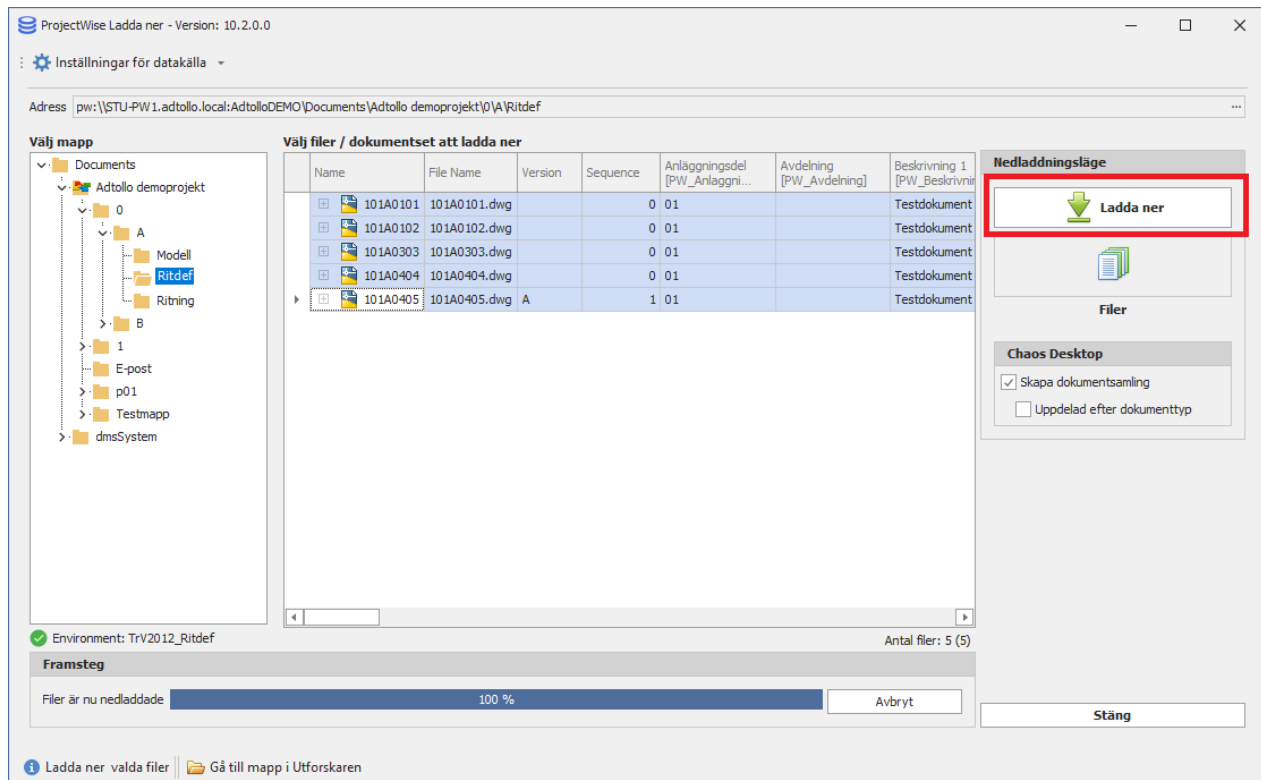 ProjectWise Ladda ner - Version: 10.2.0.0
Inställningar för datakälla
Adress pw:\\STU-PW1.adtollo.local:AdtolloDEMO\Documents\Adtollo demoprojekt\0\A\Ritdef ...
Välj mapp
Documents
Adtollo demoprojekt
0
A
Modell
Ritdef
Ritning
B
1
E-post
p01
Testmapp
dmsSystem
Environment: TrV2012_Ritdef
Välj filer / dokumentset att ladda ner
Name File Name Version Sequence Anläggningsdel [PW_Anlaggni... Avdelning [PW_Avdelning] Beskrivning 1 [PW_Beskrivnin
101A0101 101A0101.dwg 0 01 Testdokument
101A0102 101A0102.dwg 0 01 Testdokument
101A0303 101A0303.dwg 0 01 Testdokument
101A0404 101A0404.dwg 0 01 Testdokument
101A0405 101A0405.dwg A 1 01 Testdokument
Antal filer: 5 (5)
Nedladdningsläge
Ladda ner
Filer
Chaos Desktop
Skapa dokumentsamling
Uppdelad efter dokumenttyp
Framsteg
Filer är nu nedladdade 100 % Avbryt
Stäng
Ladda ner valda filer Gå till mapp i Utforskaren